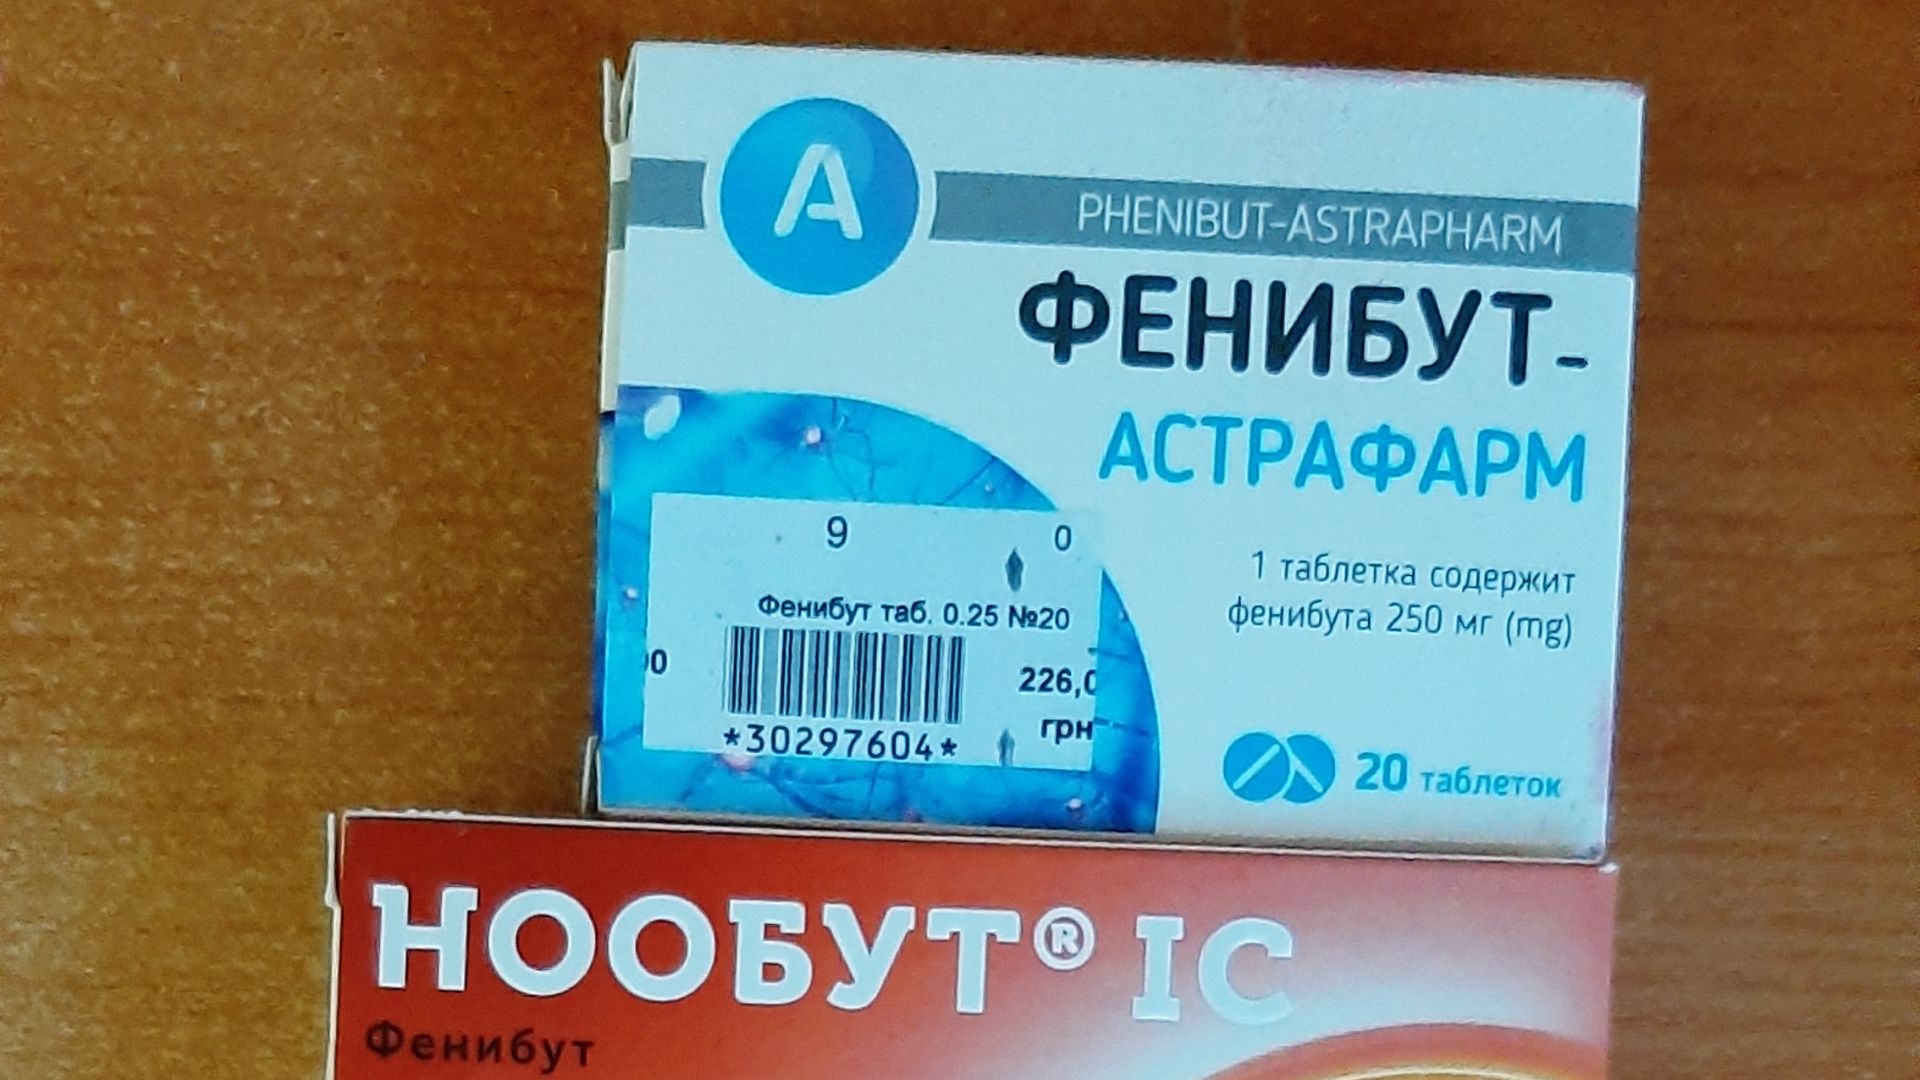 A
PHENIBUT-ASTRAPHARM
ФЕНИБУТ-
АСТРАФАРМ
1 таблетка содержит
фенибута 250 мг (mg)
9 0
Фенибут таб. 0.25 №20
226,0
грн
*30297604*
20 таблеток
НООБУТ® IC
Фенибут